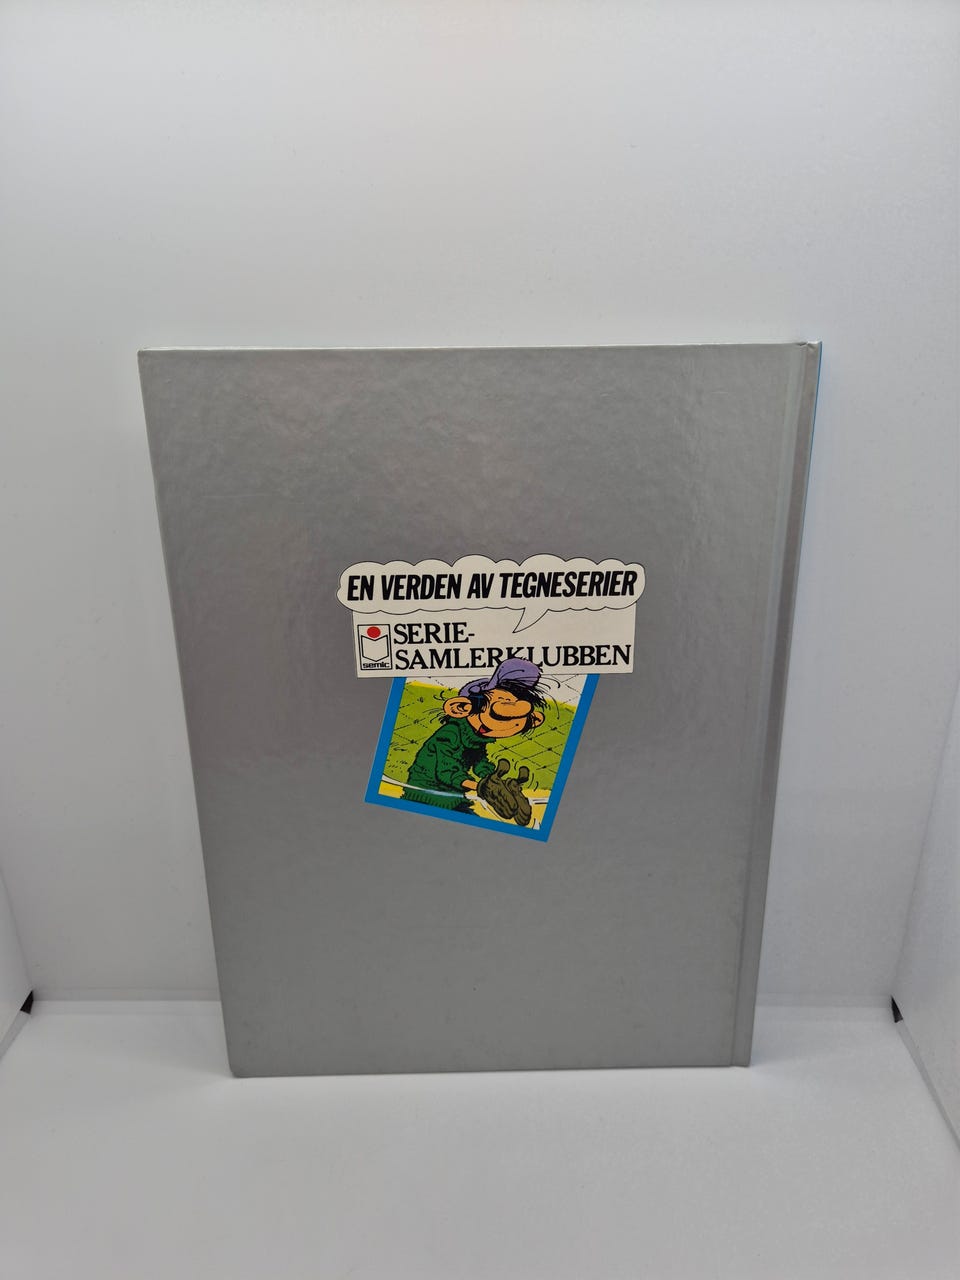 EN VERDEN AV TEGNESERIER
SERIE-
SAMLERKLUBBEN
semic